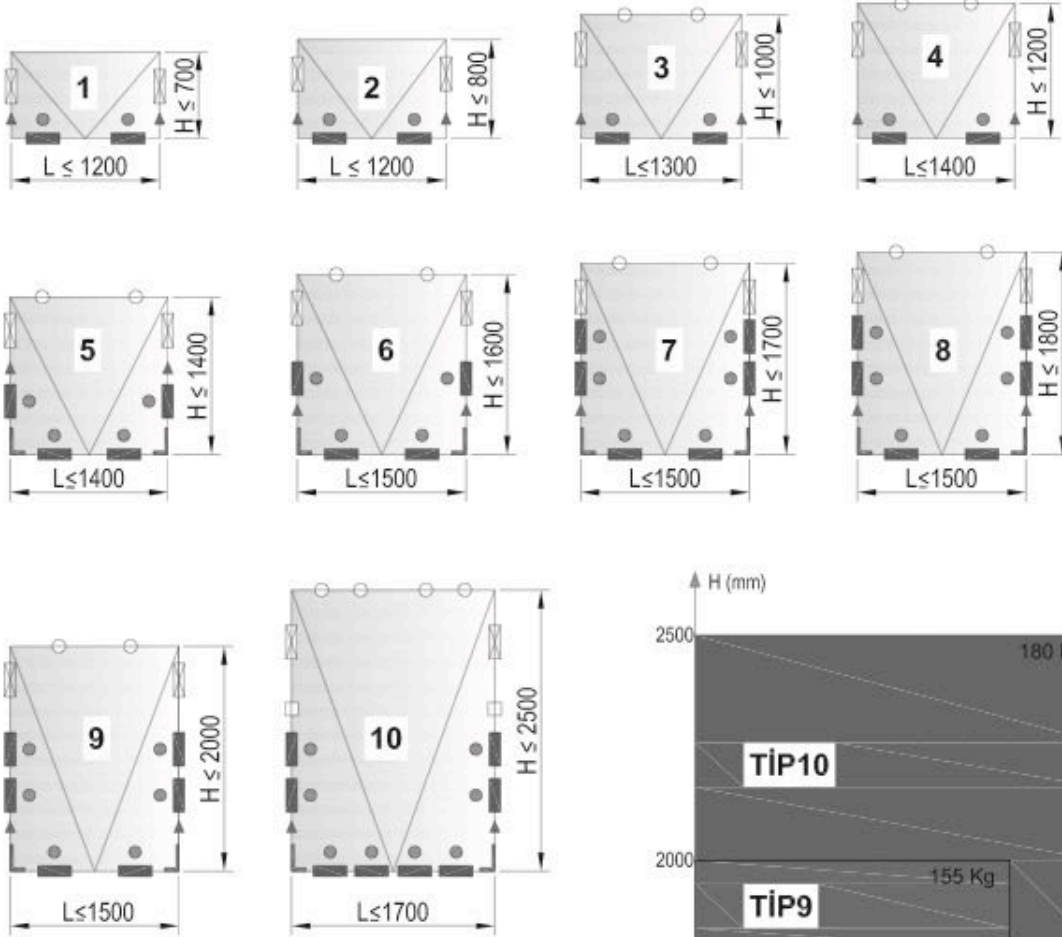 1
H ≤ 700
L ≤ 1200
2
H ≤ 800
L ≤ 1200
3
H ≤ 1000
L≤1300
4
H ≤ 1200
L≤1400
5
H ≤ 1400
L≤1400
6
H ≤ 1600
L≤1500
7
H ≤ 1700
L≤1500
8
H ≤ 1800
L≤1500
9
H ≤ 2000
L≤1500
10
H ≤ 2500
L≤1700
H (mm)
2500
180
TİP10
2000
155 Kg
TİP9